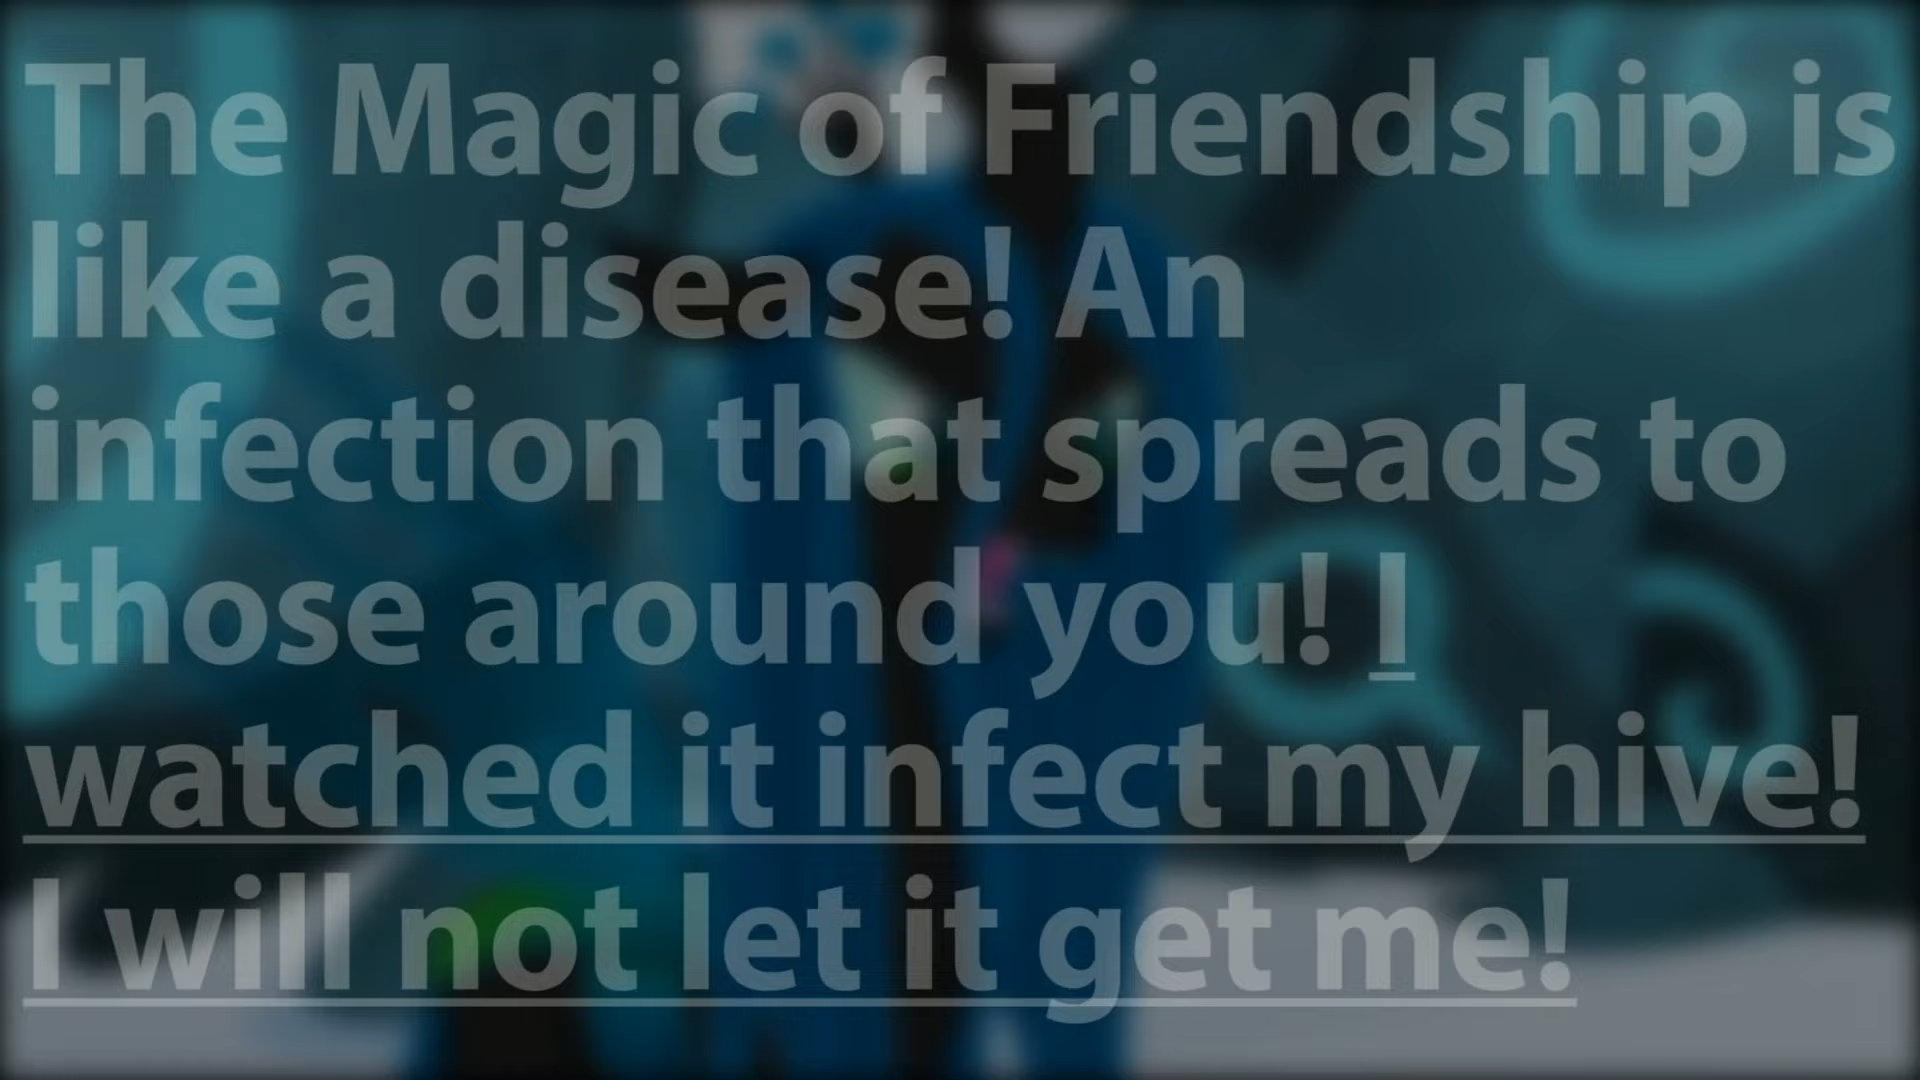 The Magic of Friendship is
like a disease! An
infection that spreads to
those around you! I
watched it infect my hive!
I will not let it get me!